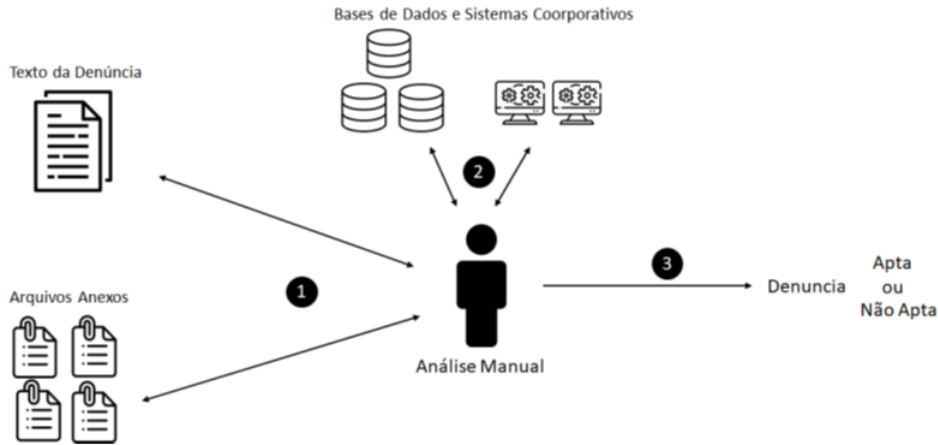 Bases de Dados e Sistemas Coorporativos
Texto da Denúncia
2
3
Apta
Denuncia ou
Não Apta
1
Arquivos Anexos
Análise Manual